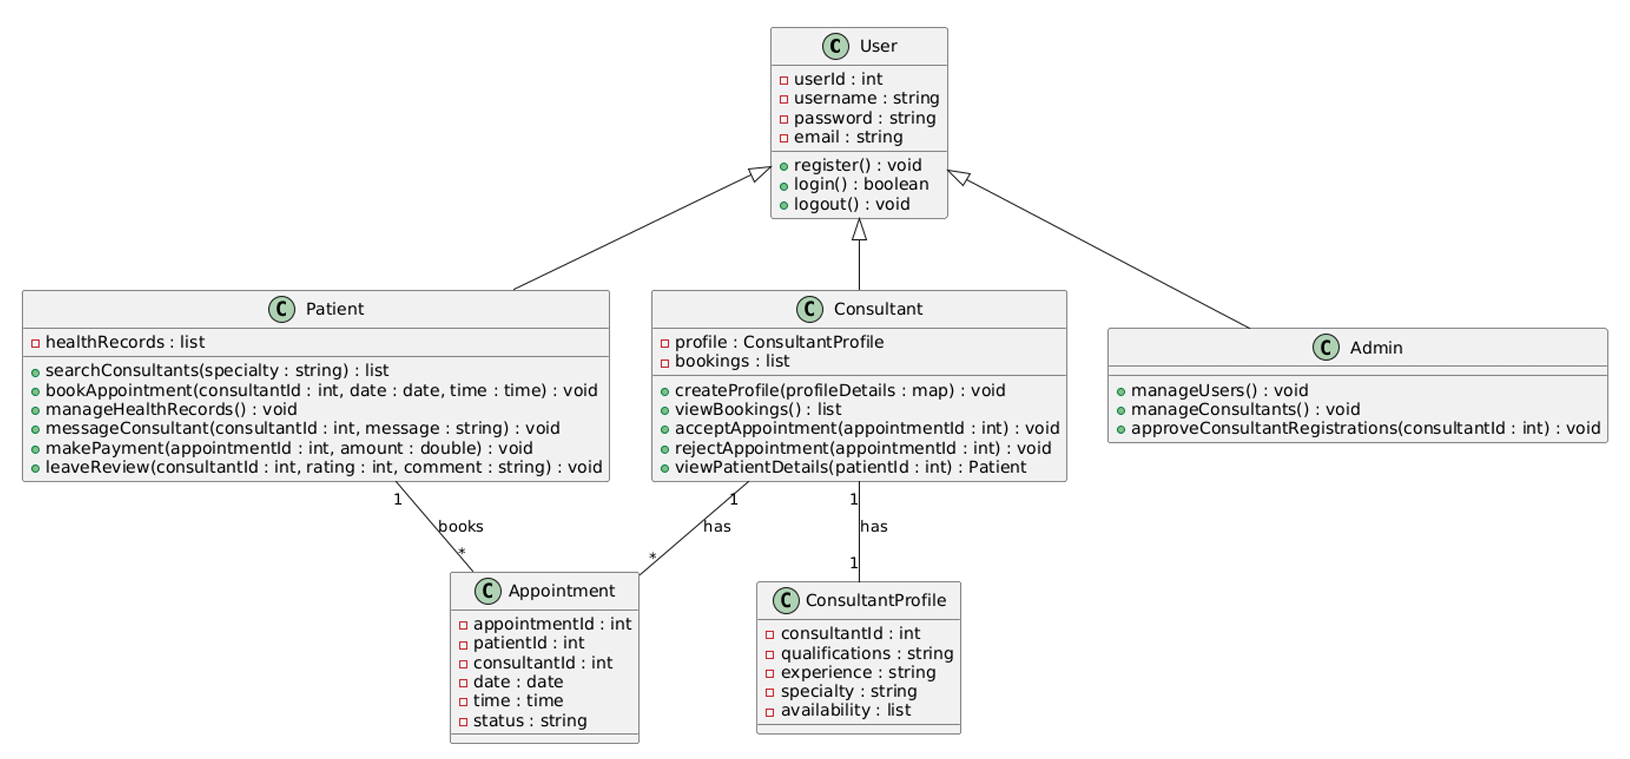 C User
userId : int
username : string
password : string
email : string
register() : void
login() : boolean
logout() : void
C Patient
healthRecords : list
searchConsultants(specialty : string) : list
bookAppointment(consultantId : int, date : date, time : time) : void
manageHealthRecords() : void
messageConsultant(consultantId : int, message : string) : void
makePayment(appointmentId : int, amount : double) : void
leaveReview(consultantId : int, rating : int, comment : string) : void
C Consultant
profile : ConsultantProfile
bookings : list
createProfile(profileDetails : map) : void
viewBookings() : list
acceptAppointment(appointmentId : int) : void
rejectAppointment(appointmentId : int) : void
viewPatientDetails(patientId : int) : Patient
C Admin
manageUsers() : void
manageConsultants() : void
approveConsultantRegistrations(consultantId : int) : void
1
books
*
1
has
*
1
has
1
C Appointment
appointmentId : int
patientId : int
consultantId : int
date : date
time : time
status : string
C ConsultantProfile
consultantId : int
qualifications : string
experience : string
specialty : string
availability : list